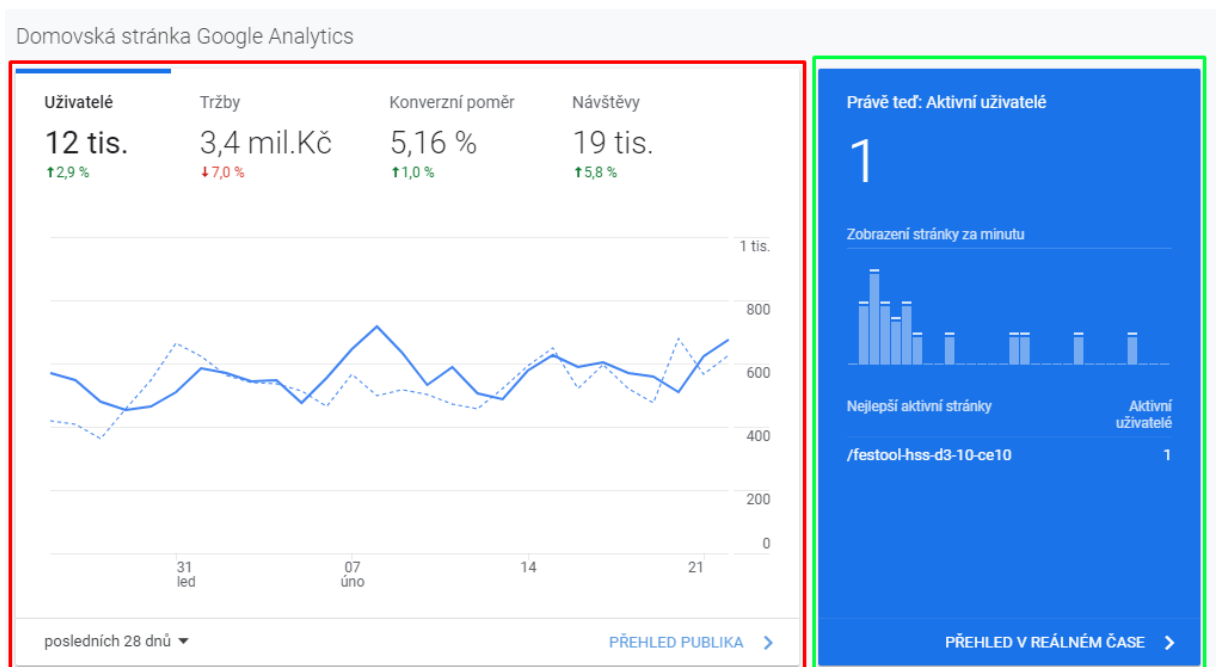 Domovská stránka Google Analytics
Uživatelé
12 tis.
↑2,9 %
Tržby
3,4 mil.Kč
↓7,0 %
Konverzní poměr
5,16 %
↑1,0 %
Návštěvy
19 tis.
↑5,8 %
1 tis.
800
600
400
200
0
31
led
07
úno
14
21
posledních 28 dnů
PŘEHLED PUBLIKA
Právě teď: Aktivní uživatelé
1
Zobrazení stránky za minutu
Nejlepší aktivní stránky
Aktivní
uživatelé
/festool-hss-d3-10-ce10 1
PŘEHLED V REÁLNÉM ČASE